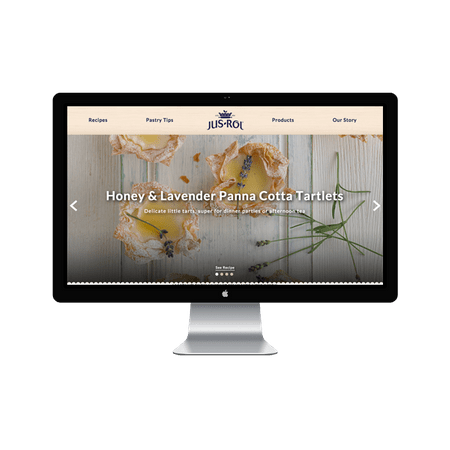 Recipes
Pastry Tips
JUS-ROL
Products
Our Story
Honey & Lavender Panna Cotta Tartlets
Delicate little tarts, super for dinner parties or afternoon tea
See Recipe